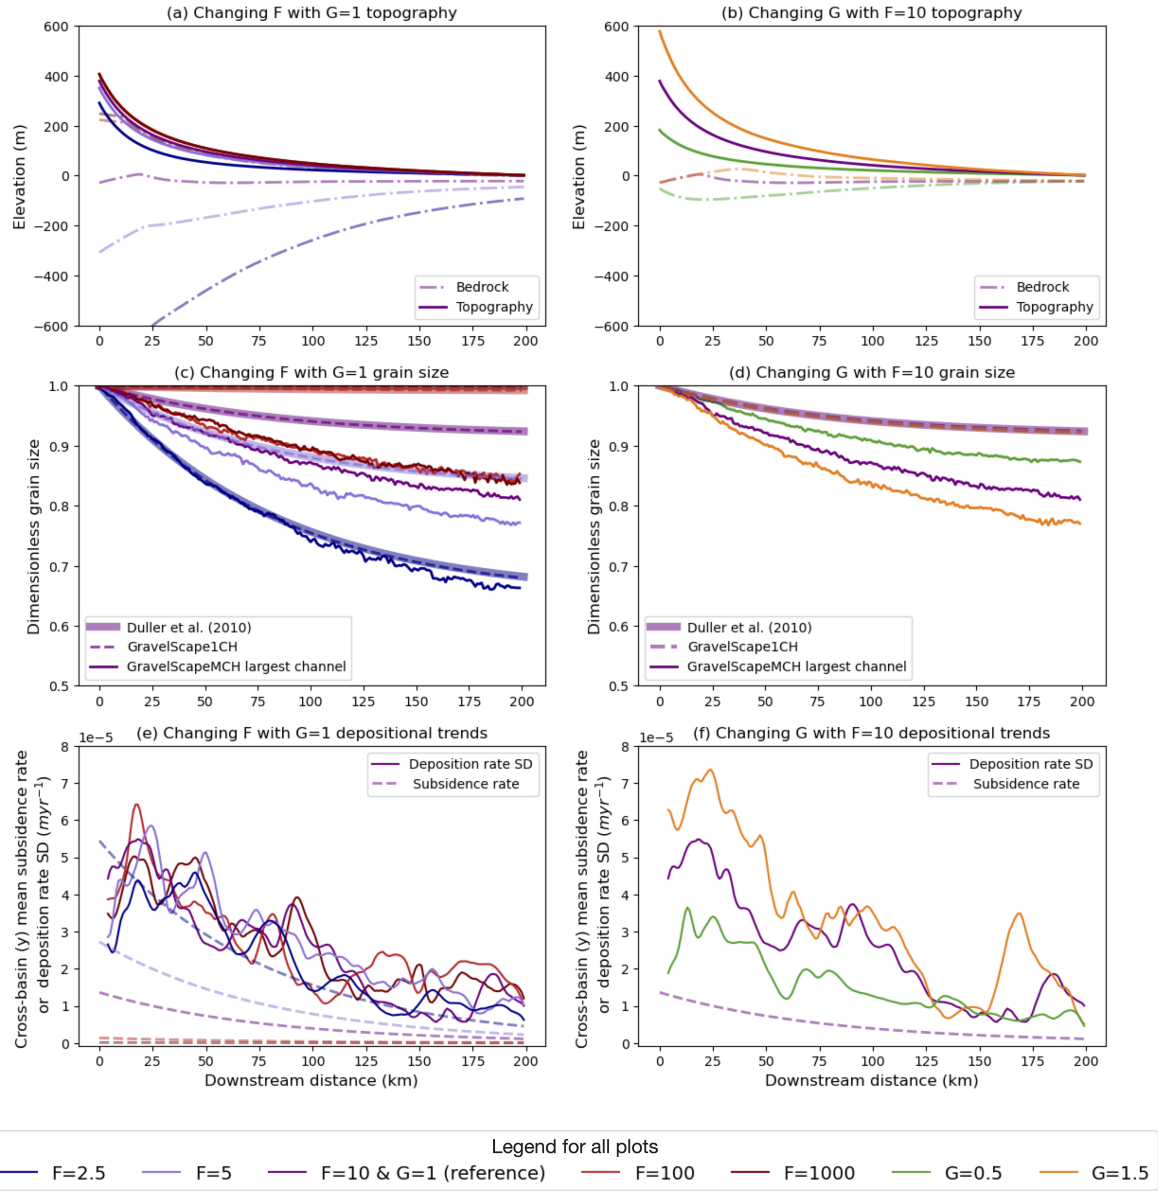 (a) Changing F with G=1 topography
600
400
200
0
−200
−400
−600
Elevation (m)
Bedrock
Topography
0 25 50 75 100 125 150 175 200
(b) Changing G with F=10 topography
600
400
200
0
−200
−400
−600
Elevation (m)
Bedrock
Topography
0 25 50 75 100 125 150 175 200
(c) Changing F with G=1 grain size
1.0
0.9
0.8
0.7
0.6
0.5
Dimensionless grain size
Duller et al. (2010)
GravelScape1CH
GravelScapeMCH largest channel
0 25 50 75 100 125 150 175 200
(d) Changing G with F=10 grain size
1.0
0.9
0.8
0.7
0.6
0.5
Dimensionless grain size
Duller et al. (2010)
GravelScape1CH
GravelScapeMCH largest channel
0 25 50 75 100 125 150 175 200
(e) Changing F with G=1 depositional trends
1e−5
8
7
6
5
4
3
2
1
0
Cross-basin (y) mean subsidence rate
or deposition rate SD (myr⁻¹)
Deposition rate SD
Subsidence rate
0 25 50 75 100 125 150 175 200
Downstream distance (km)
(f) Changing G with F=10 depositional trends
1e−5
8
7
6
5
4
3
2
1
0
Cross-basin (y) mean subsidence rate
or deposition rate SD (myr⁻¹)
Deposition rate SD
Subsidence rate
0 25 50 75 100 125 150 175 200
Downstream distance (km)
Legend for all plots
F=2.5 F=5 F=10 & G=1 (reference) F=100 F=1000 G=0.5 G=1.5